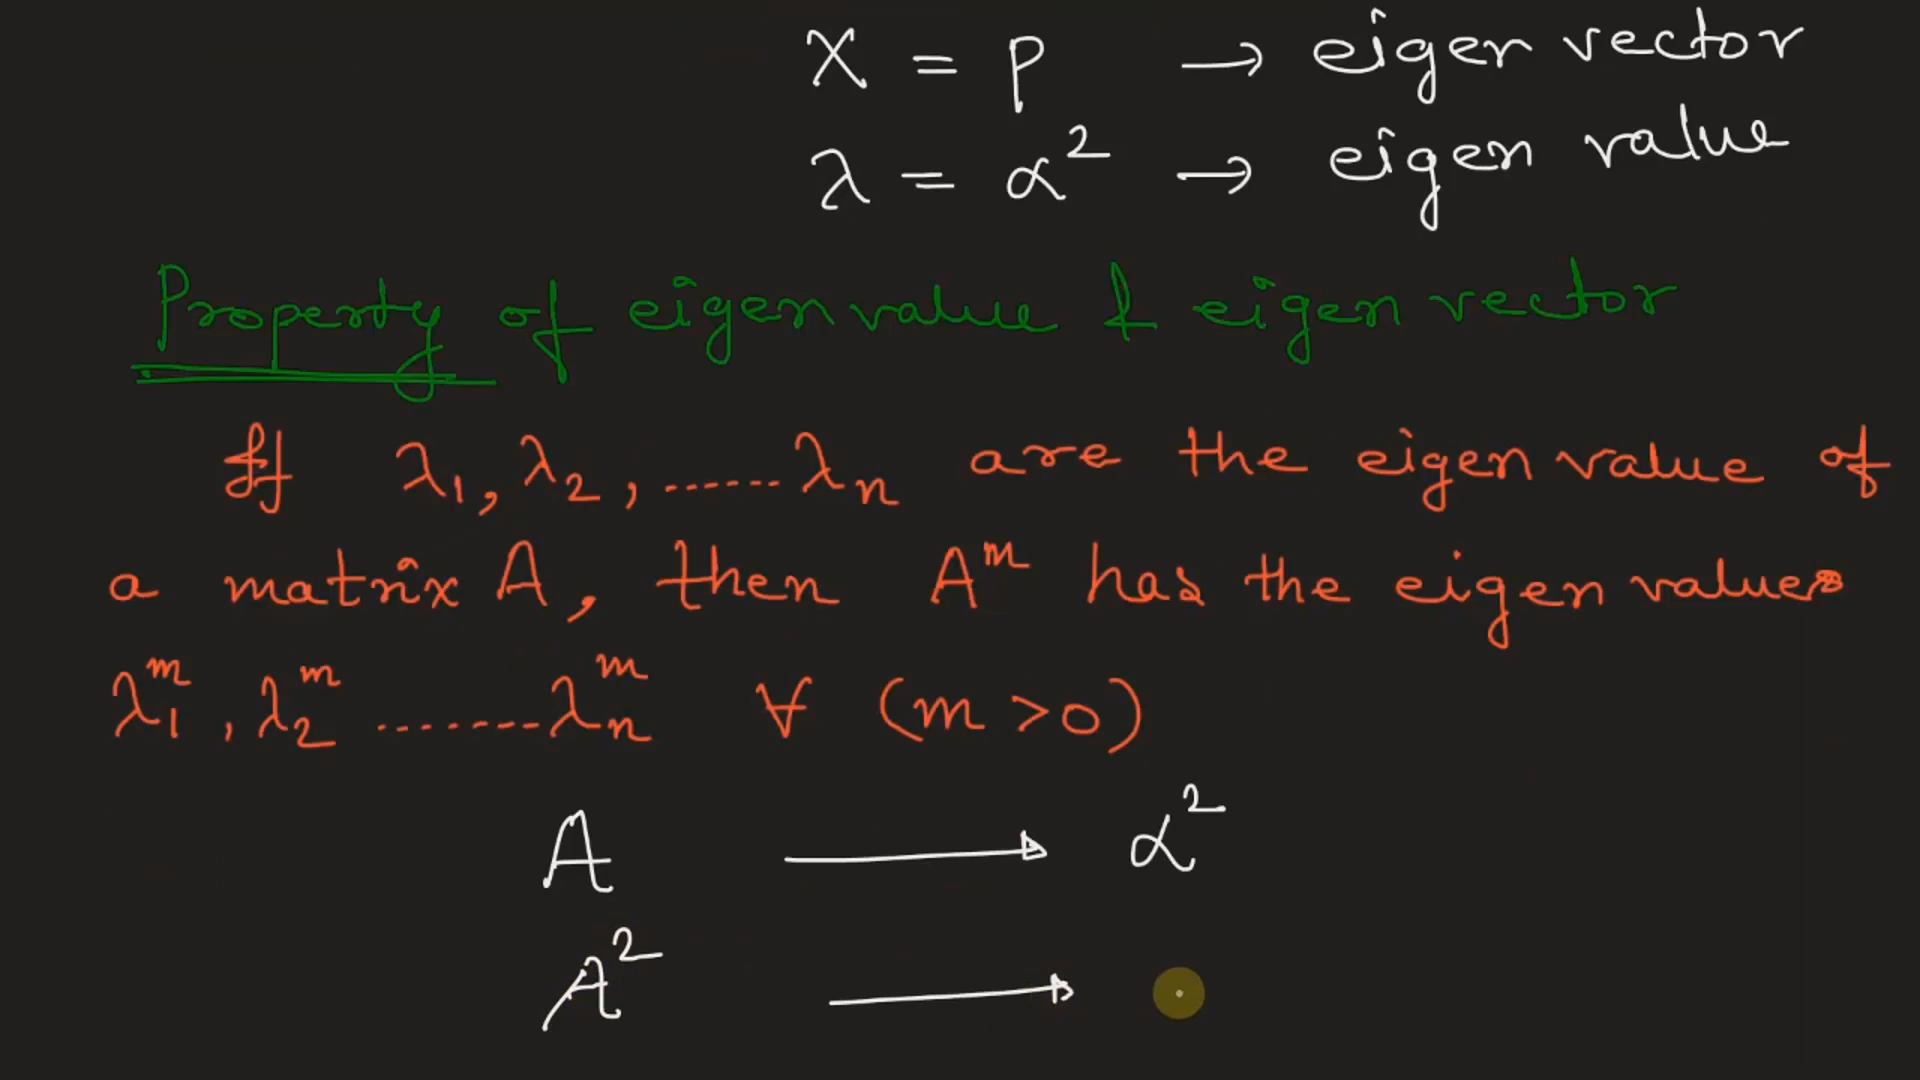 X = P → eigen vector
λ = α² → eigen value
Property of eigen value & eigen vector
If λ₁, λ₂, ...... λₙ are the eigen value of
a matrix A, then Aᵐ has the eigen values
λ₁ᵐ, λ₂ᵐ ........ λₙᵐ ∀ (m > 0)
A → α²
A² →